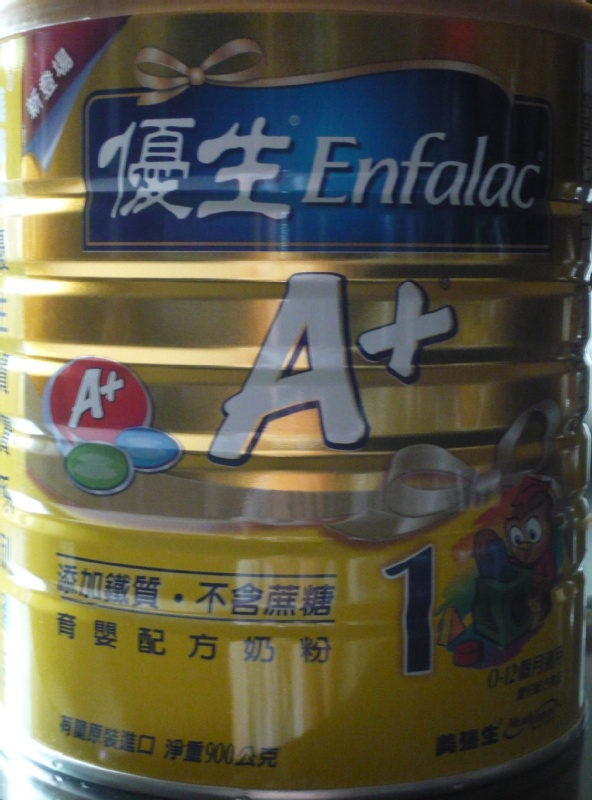 新登場
優生® Enfalac
A+
A+
添加鐵質・不含蔗糖
育嬰配方奶粉
1
0-12個月適用
荷蘭原裝進口 淨重900公克
美強生